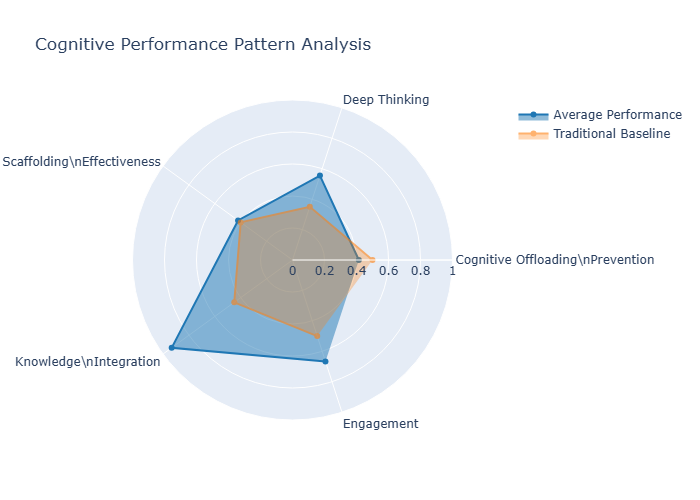 Cognitive Performance Pattern Analysis
Deep Thinking
Average Performance
Traditional Baseline
Scaffolding\nEffectiveness
Cognitive Offloading\nPrevention
0 0.2 0.4 0.6 0.8 1
Knowledge\nIntegration
Engagement